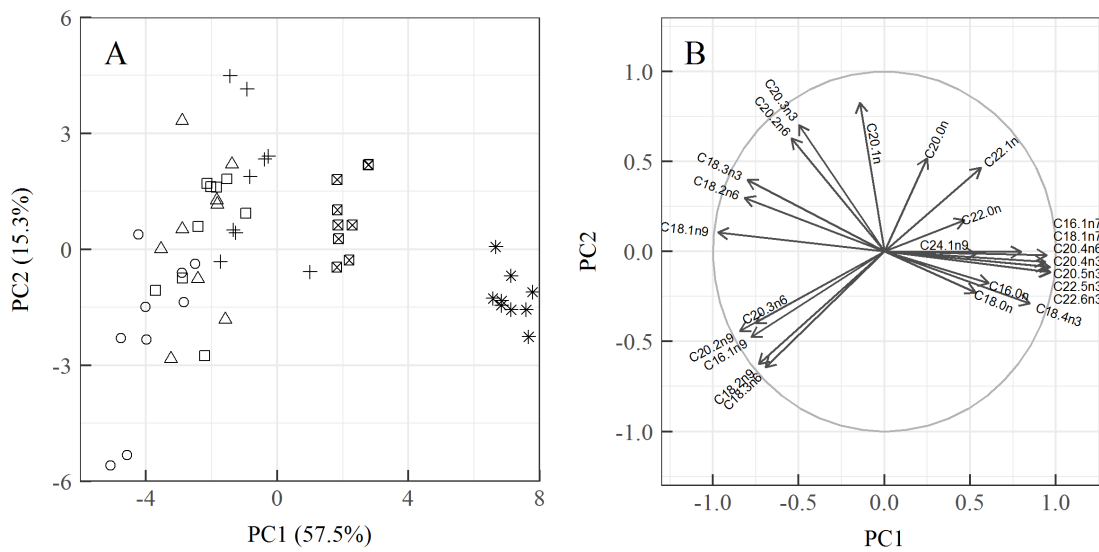 A
6
3
0
-3
-6
-4
0
4
8
PC2 (15.3%)
PC1 (57.5%)
B
1.0
0.5
0.0
-0.5
-1.0
-1.0
-0.5
0.0
0.5
1.0
PC2
PC1
C20.3n3
C20.2n6
C20.1n
C20.0n
C22.1n
C18.3n3
C18.2n6
C18.1n9
C22.0n
C24.1n9
C16.1n7
C18.1n7
C20.4n6
C20.4n3
C20.5n3
C22.5n3
C22.6n3
C16.0n
C18.0n
C18.4n3
C20.3n6
C20.2n9
C16.1n9
C18.2n9
C18.3n6